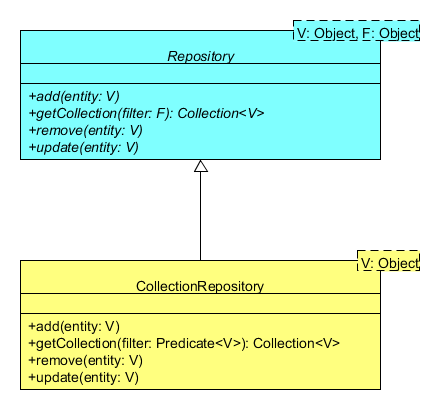 V: Object, F: Object
Repository
+add(entity: V)
+getCollection(filter: F): Collection<V>
+remove(entity: V)
+update(entity: V)
V: Object
CollectionRepository
+add(entity: V)
+getCollection(filter: Predicate<V>): Collection<V>
+remove(entity: V)
+update(entity: V)